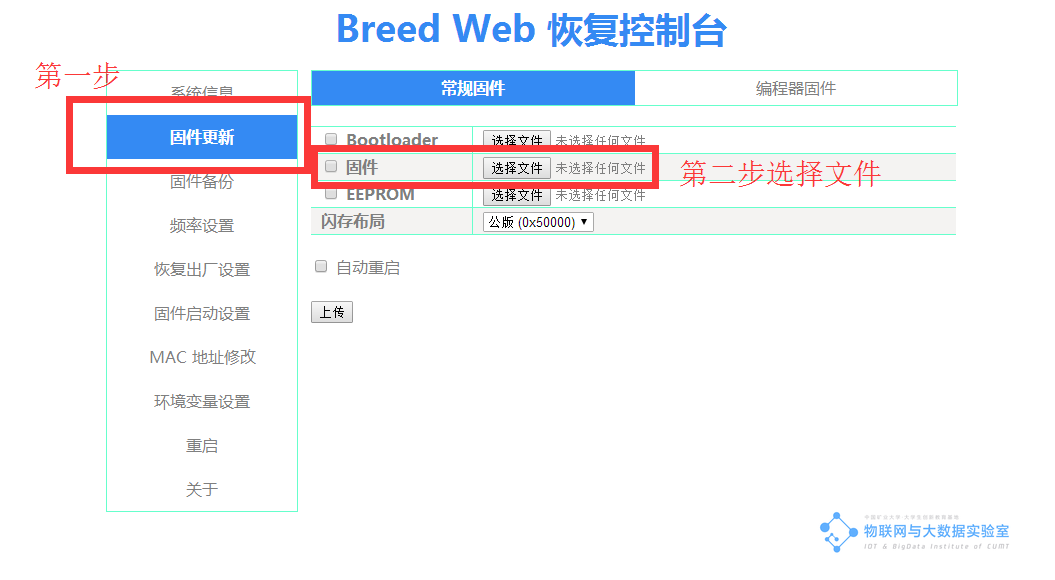 Breed Web 恢复控制台
第一步
系统信息
固件更新
固件备份
频率设置
恢复出厂设置
固件启动设置
MAC 地址修改
环境变量设置
重启
关于
常规固件 编程器固件
Bootloader 选择文件 未选择任何文件
固件 选择文件 未选择任何文件
第二步选择文件
EEPROM 选择文件 未选择任何文件
闪存布局 公版 (0x50000)
自动重启
上传
物联网与大数据实验室
IOT & BigData Institute of CUMT